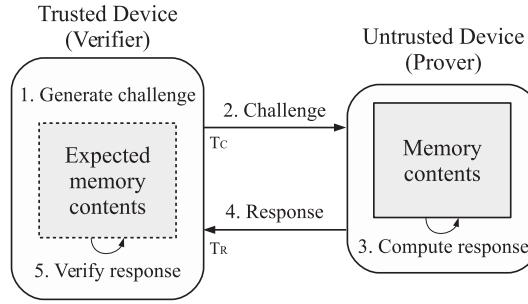 Trusted Device
(Verifier)
Untrusted Device
(Prover)
1. Generate challenge
2. Challenge
TC
Expected
memory
contents
Memory
contents
4. Response
TR
3. Compute response
5. Verify response